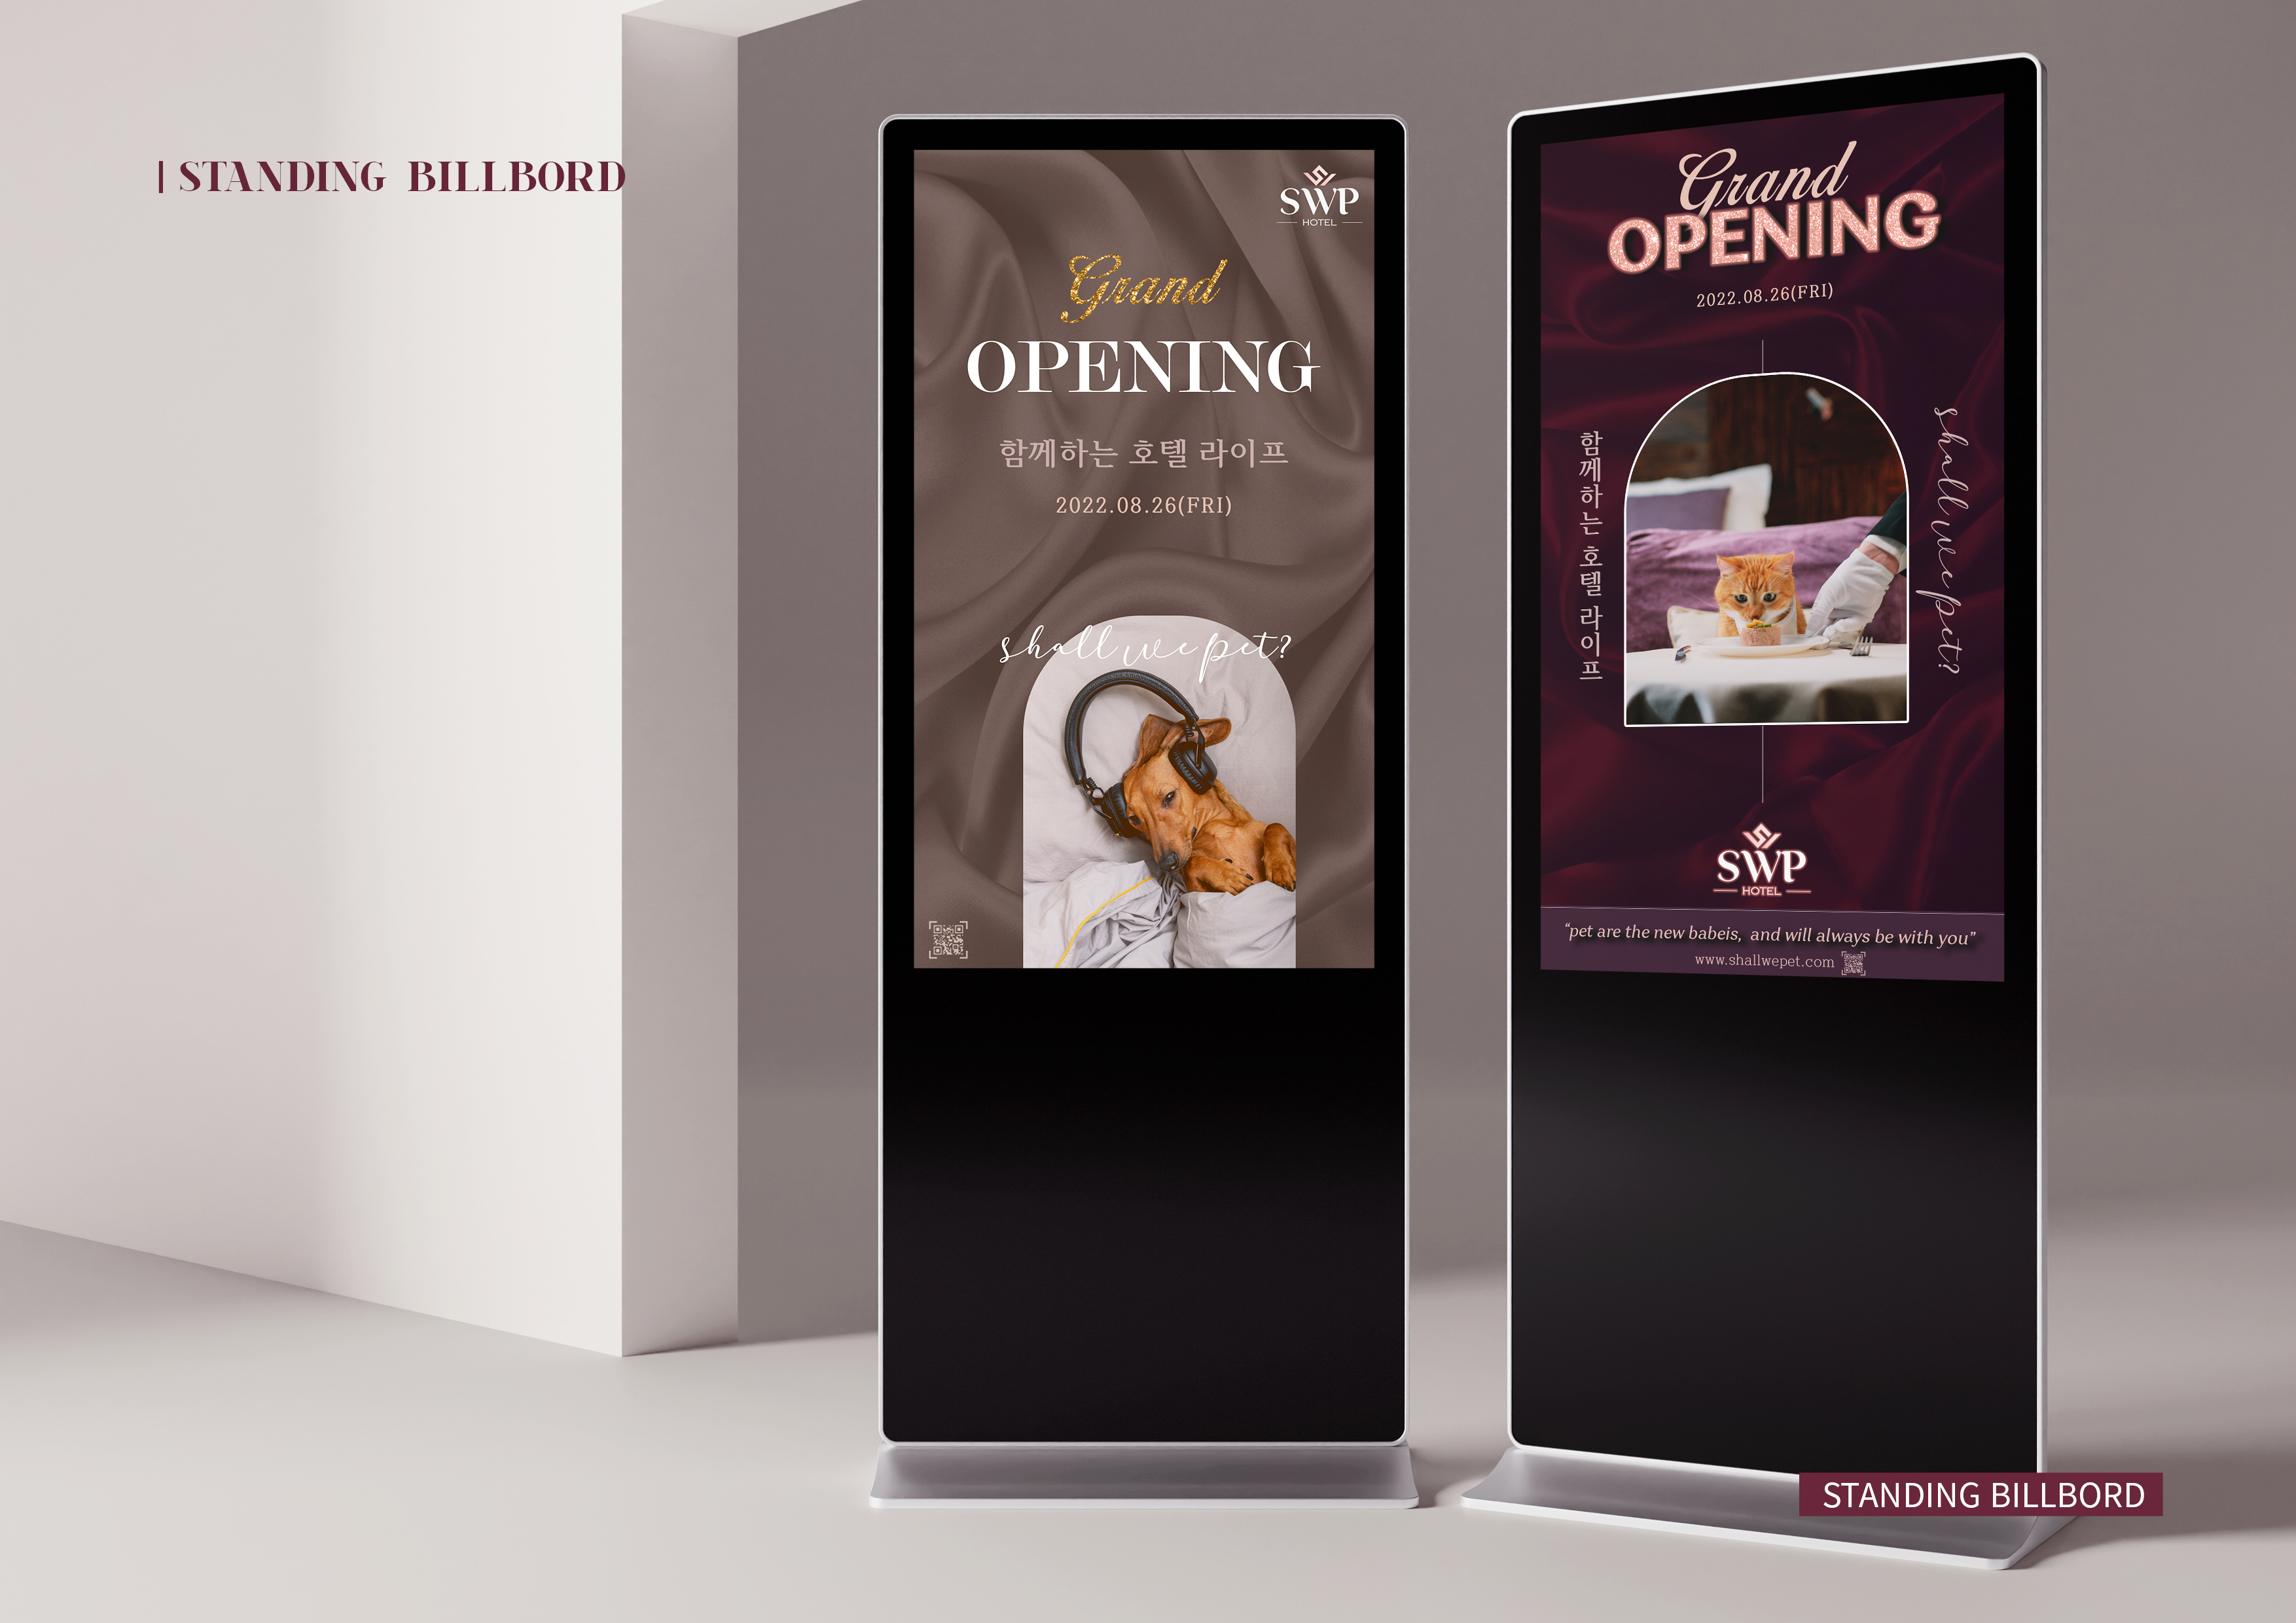 STANDING BILLBORD
SWP
HOTEL
Grand
OPENING
함께하는 호텔 라이프
2022.08.26(FRI)
shall we pet?
Grand
OPENING
2022.08.26(FRI)
함께하는 호텔 라이프
shall we pet?
SWP
HOTEL
“pet are the new babeis, and will always be with you”
www.shallwepet.com
STANDING BILLBORD